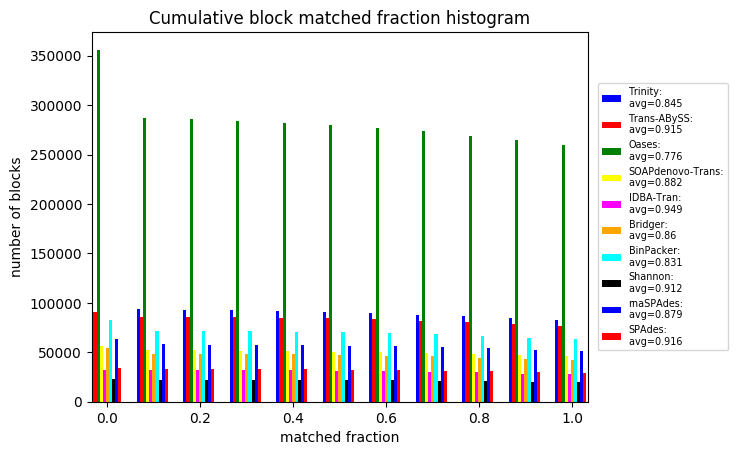 Cumulative block matched fraction histogram
number of blocks
350000
300000
250000
200000
150000
100000
50000
0
0.0 0.2 0.4 0.6 0.8 1.0
matched fraction
Trinity:
avg=0.845
Trans-ABySS:
avg=0.915
Oases:
avg=0.776
SOAPdenovo-Trans:
avg=0.882
IDBA-Tran:
avg=0.949
Bridger:
avg=0.86
BinPacker:
avg=0.831
Shannon:
avg=0.912
maSPAdes:
avg=0.879
SPAdes:
avg=0.916